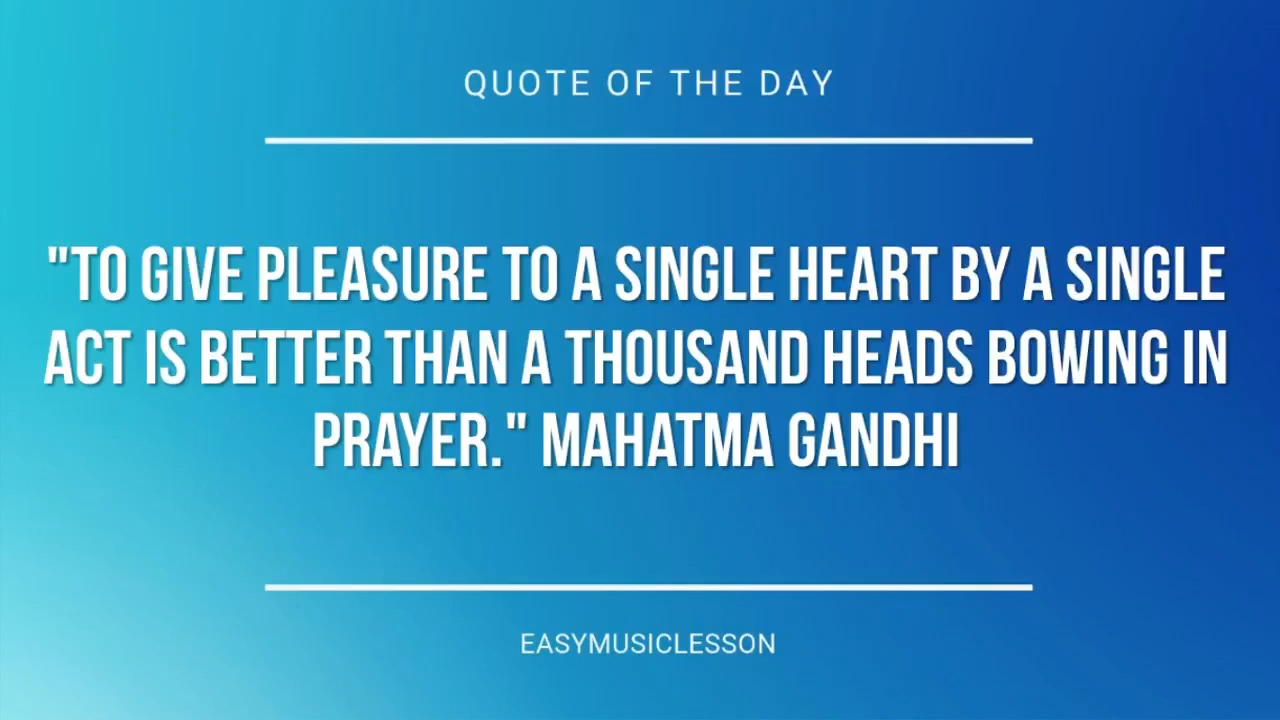 QUOTE OF THE DAY
"TO GIVE PLEASURE TO A SINGLE HEART BY A SINGLE
ACT IS BETTER THAN A THOUSAND HEADS BOWING IN
PRAYER." MAHATMA GANDHI
EASYMUSICLESSON